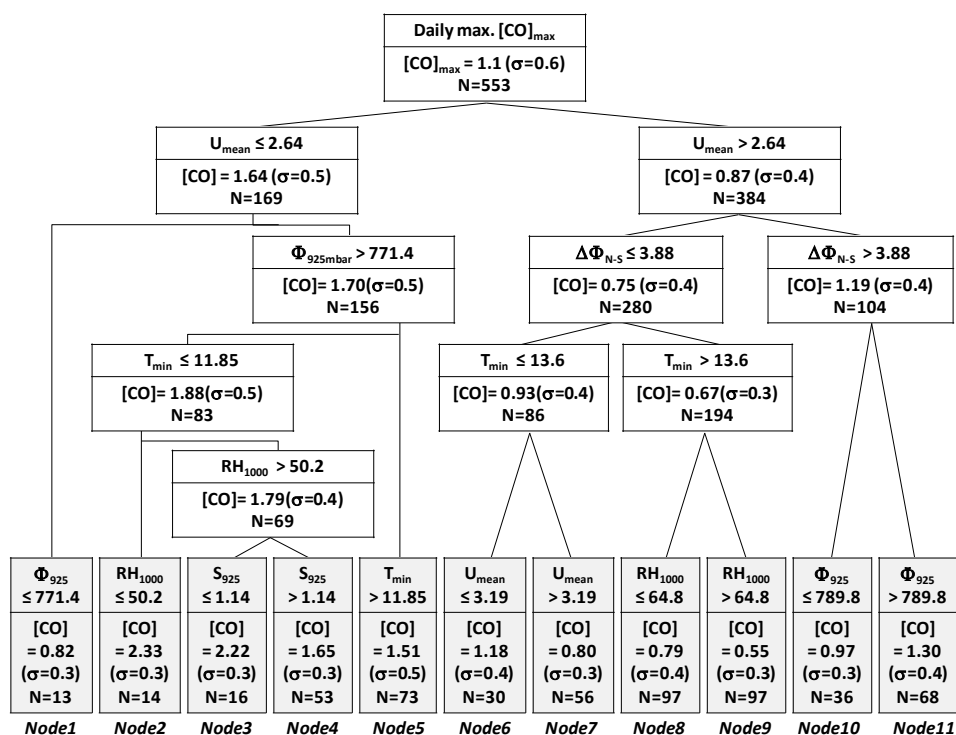 Daily max. [CO]max
[CO]max = 1.1 (σ=0.6)
N=553
Umean ≤ 2.64
[CO] = 1.64 (σ=0.5)
N=169
Umean > 2.64
[CO] = 0.87 (σ=0.4)
N=384
Φ925mbar > 771.4
[CO]= 1.70(σ=0.5)
N=156
ΔΦN-S ≤ 3.88
[CO]= 0.75 (σ=0.4)
N=280
ΔΦN-S > 3.88
[CO]= 1.19 (σ=0.4)
N=104
Tmin ≤ 11.85
[CO]= 1.88(σ=0.5)
N=83
Tmin ≤ 13.6
[CO]= 0.93(σ=0.4)
N=86
Tmin > 13.6
[CO]= 0.67(σ=0.3)
N=194
RH1000 > 50.2
[CO]= 1.79(σ=0.4)
N=69
Φ925
≤ 771.4
[CO]
= 0.82
(σ=0.3)
N=13
Node1
RH1000
≤ 50.2
[CO]
= 2.33
(σ=0.3)
N=14
Node2
S925
≤ 1.14
[CO]
= 2.22
(σ=0.3)
N=16
Node3
S925
> 1.14
[CO]
= 1.65
(σ=0.4)
N=53
Node4
Tmin
> 11.85
[CO]
= 1.51
(σ=0.5)
N=73
Node5
Umean
≤ 3.19
[CO]
= 1.18
(σ=0.4)
N=30
Node6
Umean
> 3.19
[CO]
= 0.80
(σ=0.3)
N=56
Node7
RH1000
≤ 64.8
[CO]
= 0.79
(σ=0.4)
N=97
Node8
RH1000
> 64.8
[CO]
= 0.55
(σ=0.3)
N=97
Node9
Φ925
≤ 789.8
[CO]
= 0.97
(σ=0.3)
N=36
Node10
Φ925
> 789.8
[CO]
= 1.30
(σ=0.4)
N=68
Node11